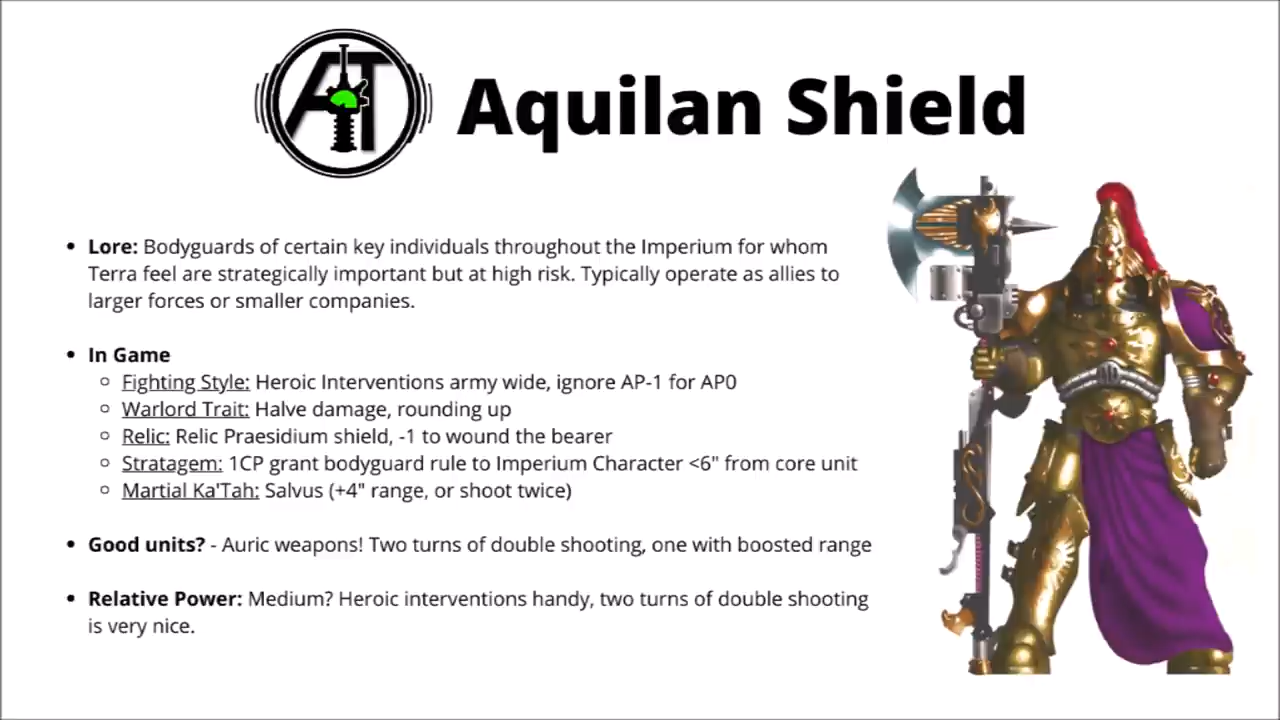 AT
Aquilan Shield
• Lore: Bodyguards of certain key individuals throughout the Imperium for whom
Terra feel are strategically important but at high risk. Typically operate as allies to
larger forces or smaller companies.
• In Game
○ Fighting Style: Heroic Interventions army wide, ignore AP-1 for AP0
○ Warlord Trait: Halve damage, rounding up
○ Relic: Relic Praesidium shield, -1 to wound the bearer
○ Stratagem: 1CP grant bodyguard rule to Imperium Character <6" from core unit
○ Martial Ka'Tah: Salvus (+4" range, or shoot twice)
• Good units? - Auric weapons! Two turns of double shooting, one with boosted range
• Relative Power: Medium? Heroic interventions handy, two turns of double shooting
is very nice.